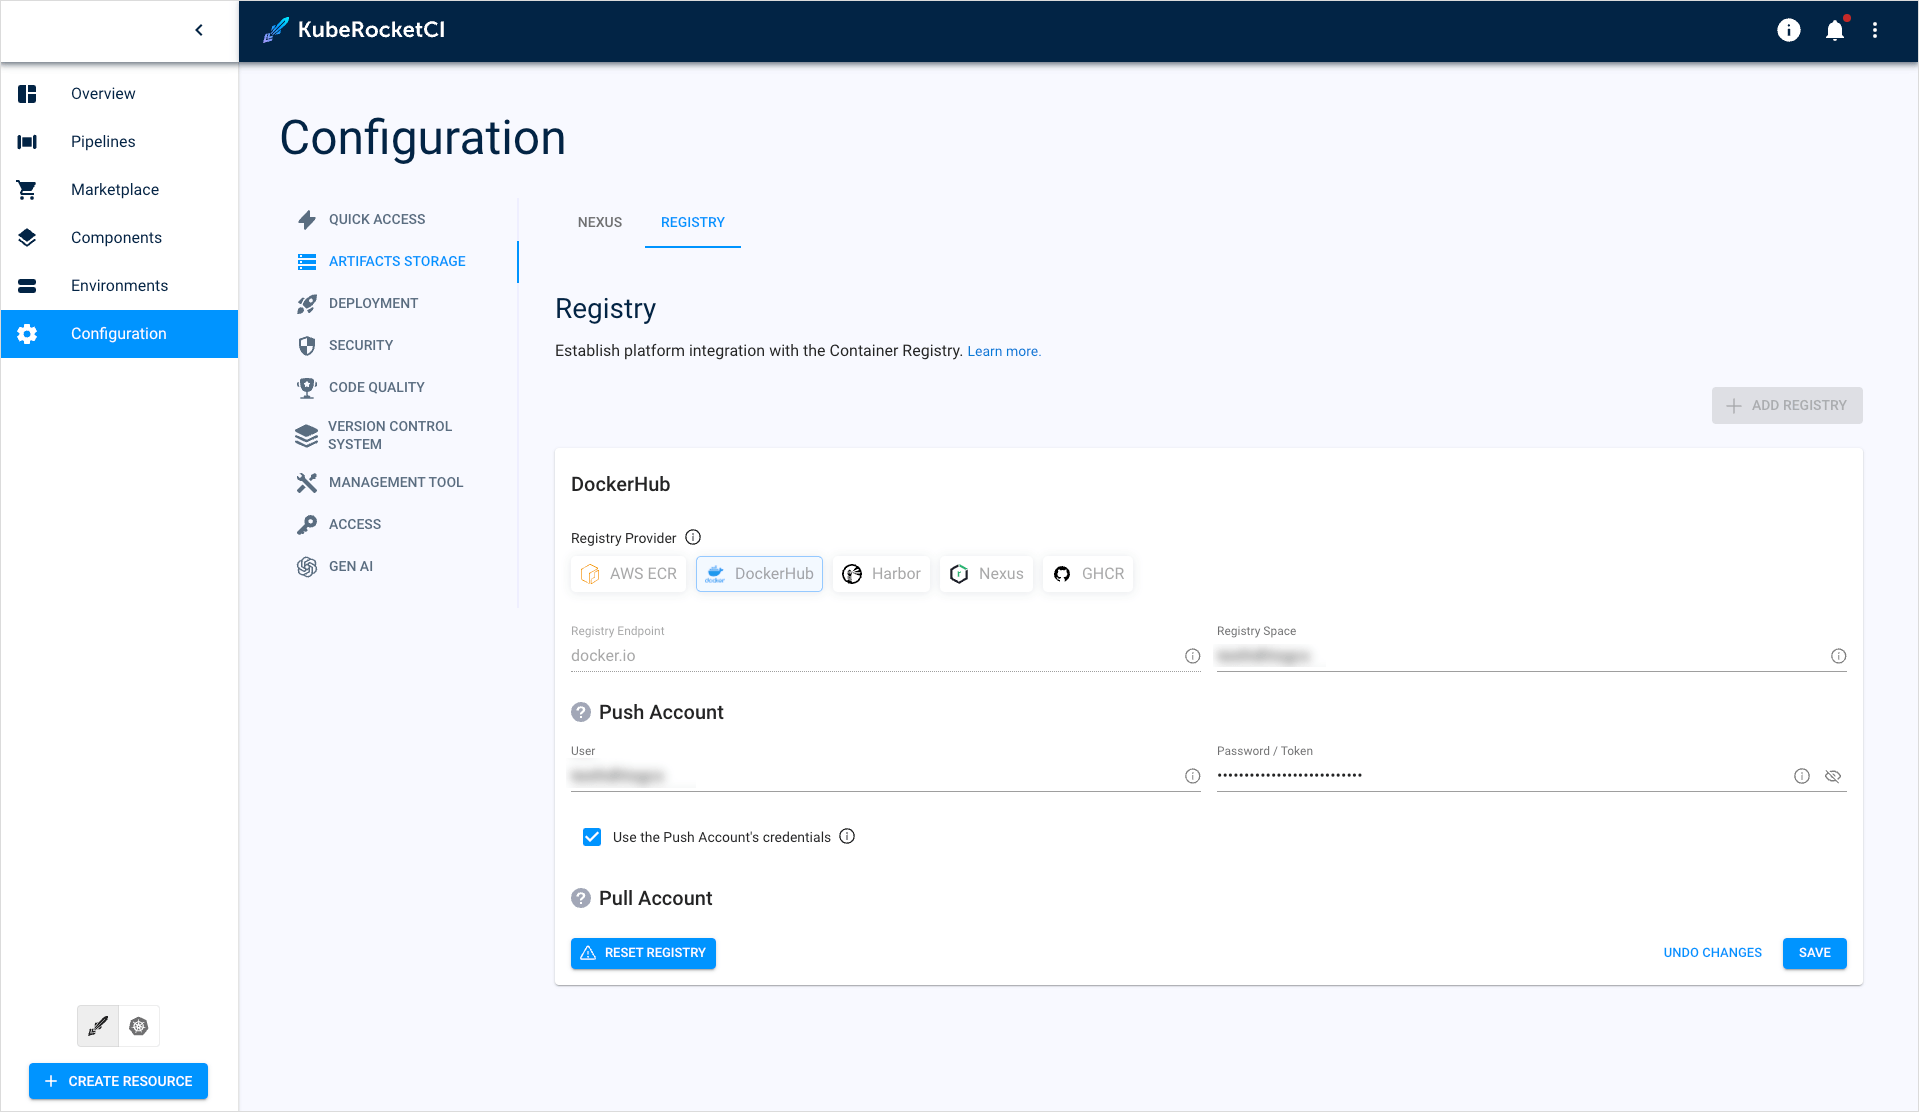 KubeRocketCI
Overview
Pipelines
Marketplace
Components
Environments
Configuration
CREATE RESOURCE
Configuration
QUICK ACCESS
ARTIFACTS STORAGE
DEPLOYMENT
SECURITY
CODE QUALITY
VERSION CONTROL
SYSTEM
MANAGEMENT TOOL
ACCESS
GEN AI
NEXUS REGISTRY
Registry
Establish platform integration with the Container Registry. Learn more.
ADD REGISTRY
DockerHub
Registry Provider
AWS ECR DockerHub Harbor Nexus GHCR
Registry Endpoint Registry Space
docker.io
Push Account
User Password / Token
•••••••••••••••••••••••••••
Use the Push Account's credentials
Pull Account
RESET REGISTRY UNDO CHANGES SAVE